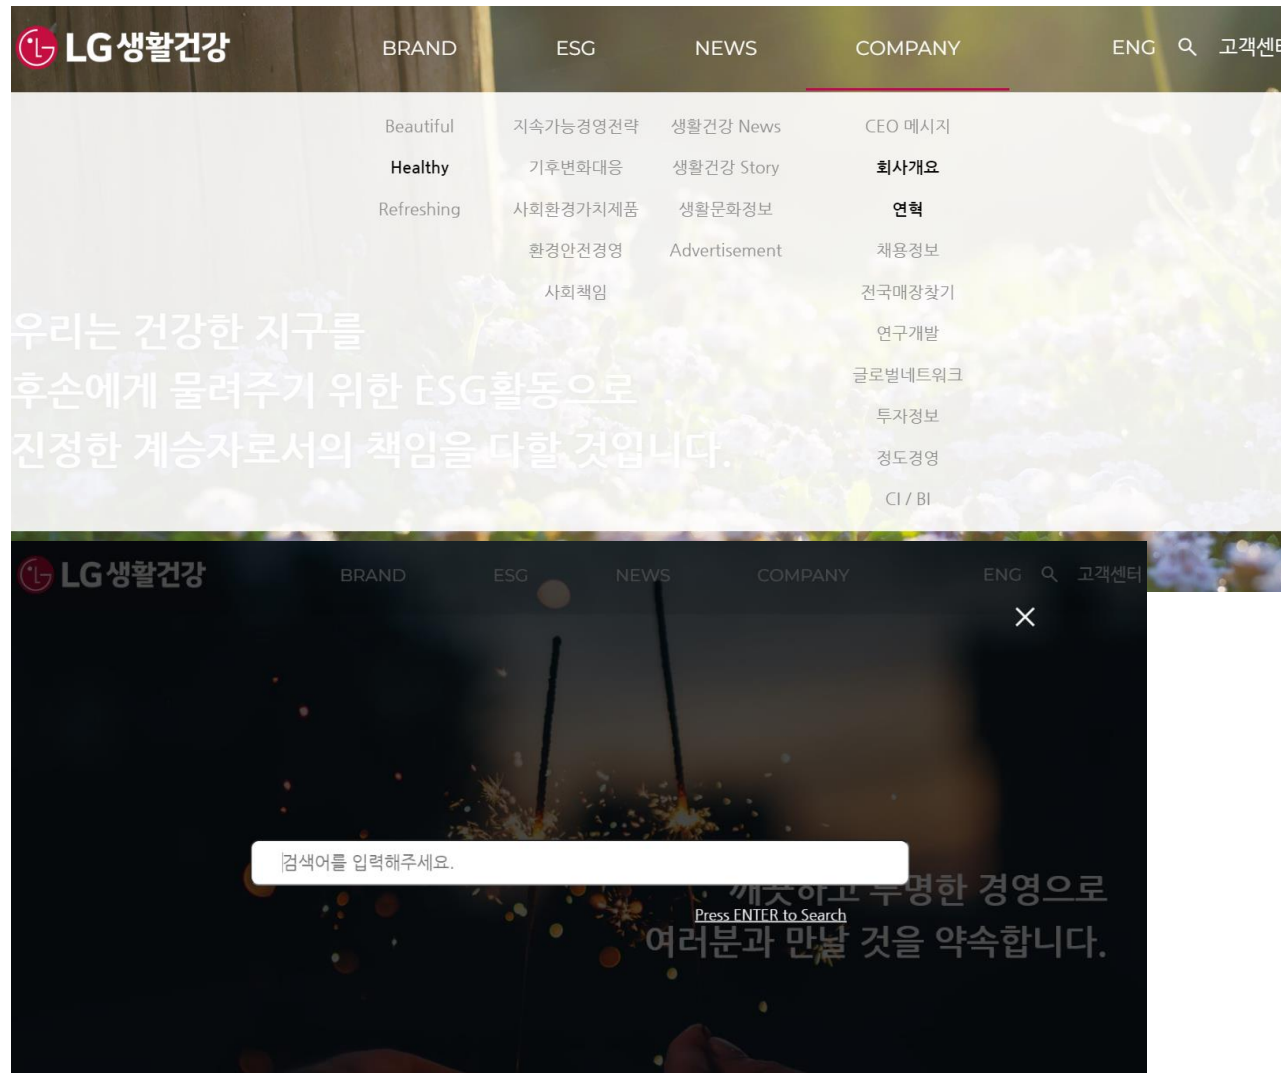 LG생활건강 BRAND ESG NEWS COMPANY ENG 고객센터
Beautiful 지속가능경영전략 생활건강 News CEO 메시지
Healthy 기후변화대응 생활건강 Story 회사개요
Refreshing 사회환경가치제품 생활문화정보 연혁
환경안전경영 Advertisement 채용정보
사회책임 전국매장찾기
연구개발
글로벌네트워크
투자정보
정도경영
CI / BI
우리는 건강한 지구를
후손에게 물려주기 위한 ESG활동으로
진정한 계승자로서의 책임을 다할 것입니다.
LG생활건강 BRAND ESG NEWS COMPANY ENG 고객센터
검색어를 입력해주세요.
깨끗하고 투명한 경영으로
Press ENTER to Search
여러분과 만날 것을 약속합니다.